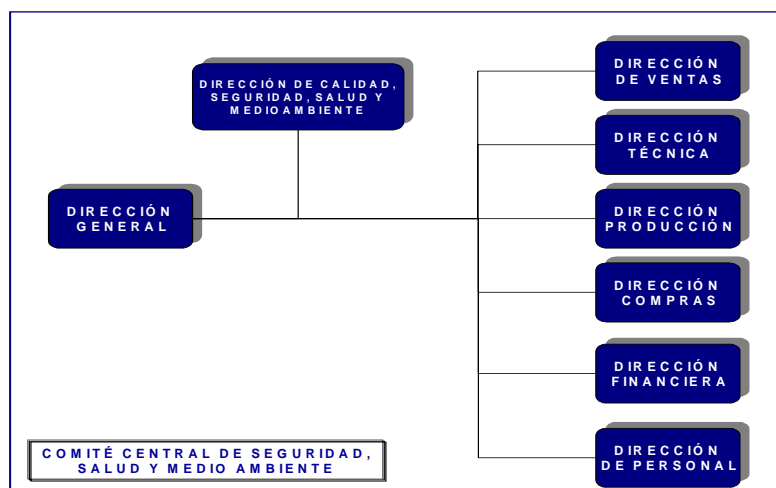 DIRECCIÓN DE CALIDAD,
SEGURIDAD, SALUD Y
MEDIOAMBIENTE
DIRECCIÓN
GENERAL
DIRECCIÓN
DE VENTAS
DIRECCIÓN
TÉCNICA
DIRECCIÓN
PRODUCCIÓN
DIRECCIÓN
COMPRAS
DIRECCIÓN
FINANCIERA
DIRECCIÓN
DE PERSONAL
COMITÉ CENTRAL DE SEGURIDAD,
SALUD Y MEDIO AMBIENTE